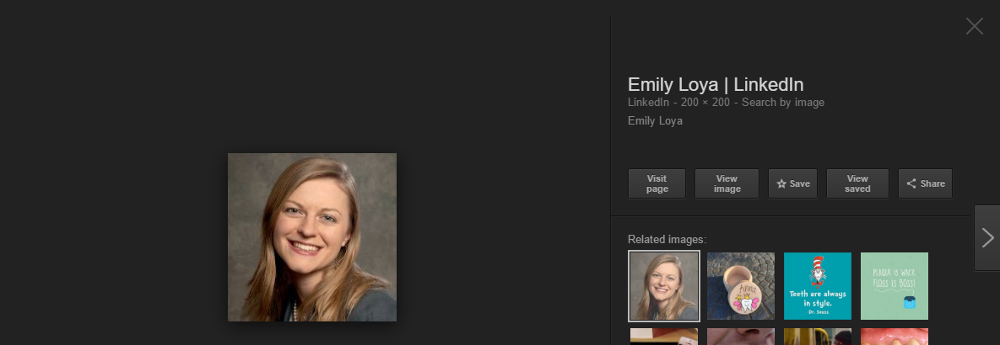 Emily Loya | LinkedIn
LinkedIn - 200 × 200 - Search by image
Emily Loya
Visit
page
View
image
Save
View
saved
Share
Related images:
Anna
Teeth are always
in style.
-Dr. Seuss
PLAQUE IS WACK
FLOSS IS BOSS!